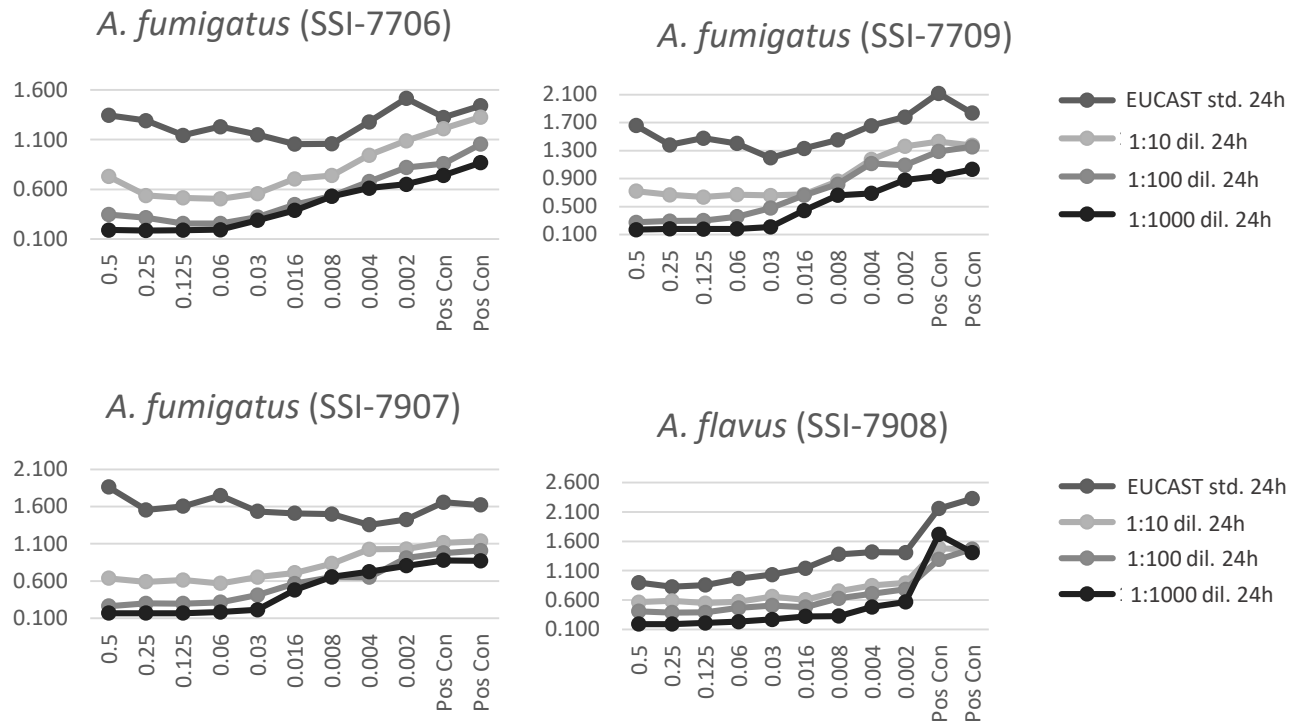 A. fumigatus (SSI-7706)
1.600
1.100
0.600
0.100
0.5
0.25
0.125
0.06
0.03
0.016
0.008
0.004
0.002
Pos Con
Pos Con
A. fumigatus (SSI-7709)
2.100
1.700
1.300
0.900
0.500
0.100
0.5
0.25
0.125
0.06
0.03
0.016
0.008
0.004
0.002
Pos Con
Pos Con
EUCAST std. 24h
1:10 dil. 24h
1:100 dil. 24h
1:1000 dil. 24h
A. fumigatus (SSI-7907)
2.100
1.600
1.100
0.600
0.100
0.5
0.25
0.125
0.06
0.03
0.016
0.008
0.004
0.002
Pos Con
Pos Con
A. flavus (SSI-7908)
2.600
2.100
1.600
1.100
0.600
0.100
0.5
0.25
0.125
0.06
0.03
0.016
0.008
0.004
0.002
Pos Con
Pos Con
EUCAST std. 24h
1:10 dil. 24h
1:100 dil. 24h
1:1000 dil. 24h